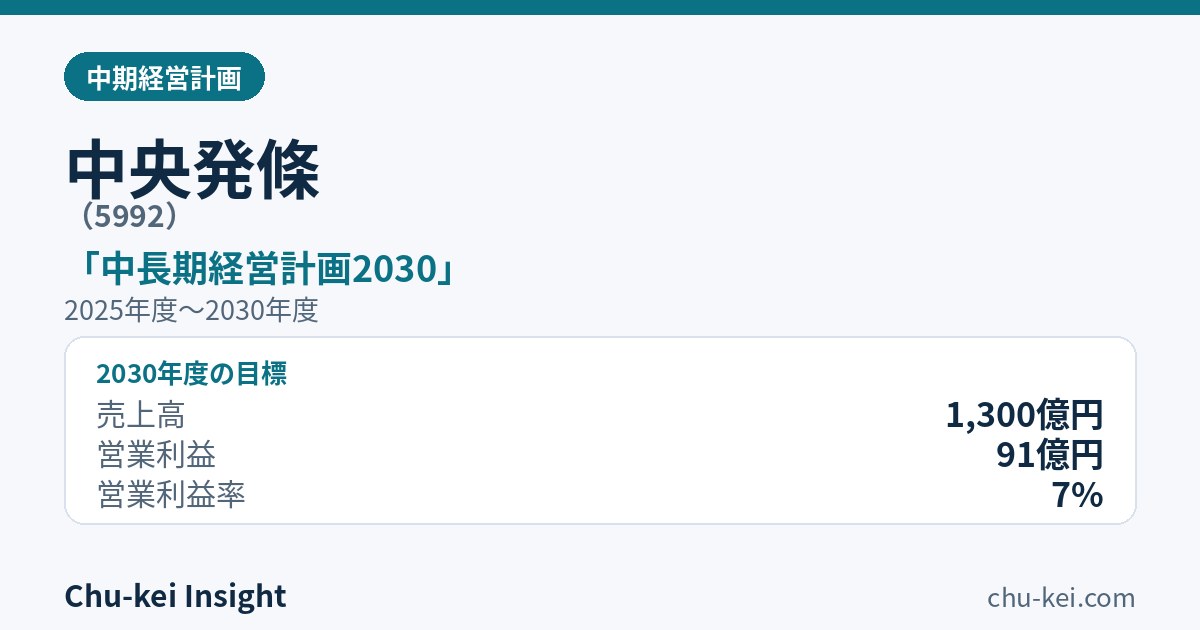 中期経営計画
中央発條
（5992）
「中長期経営計画2030」
2025年度〜2030年度
2030年度の目標
売上高 1,300億円
営業利益 91億円
営業利益率 7%
Chu-kei Insight chu-kei.com